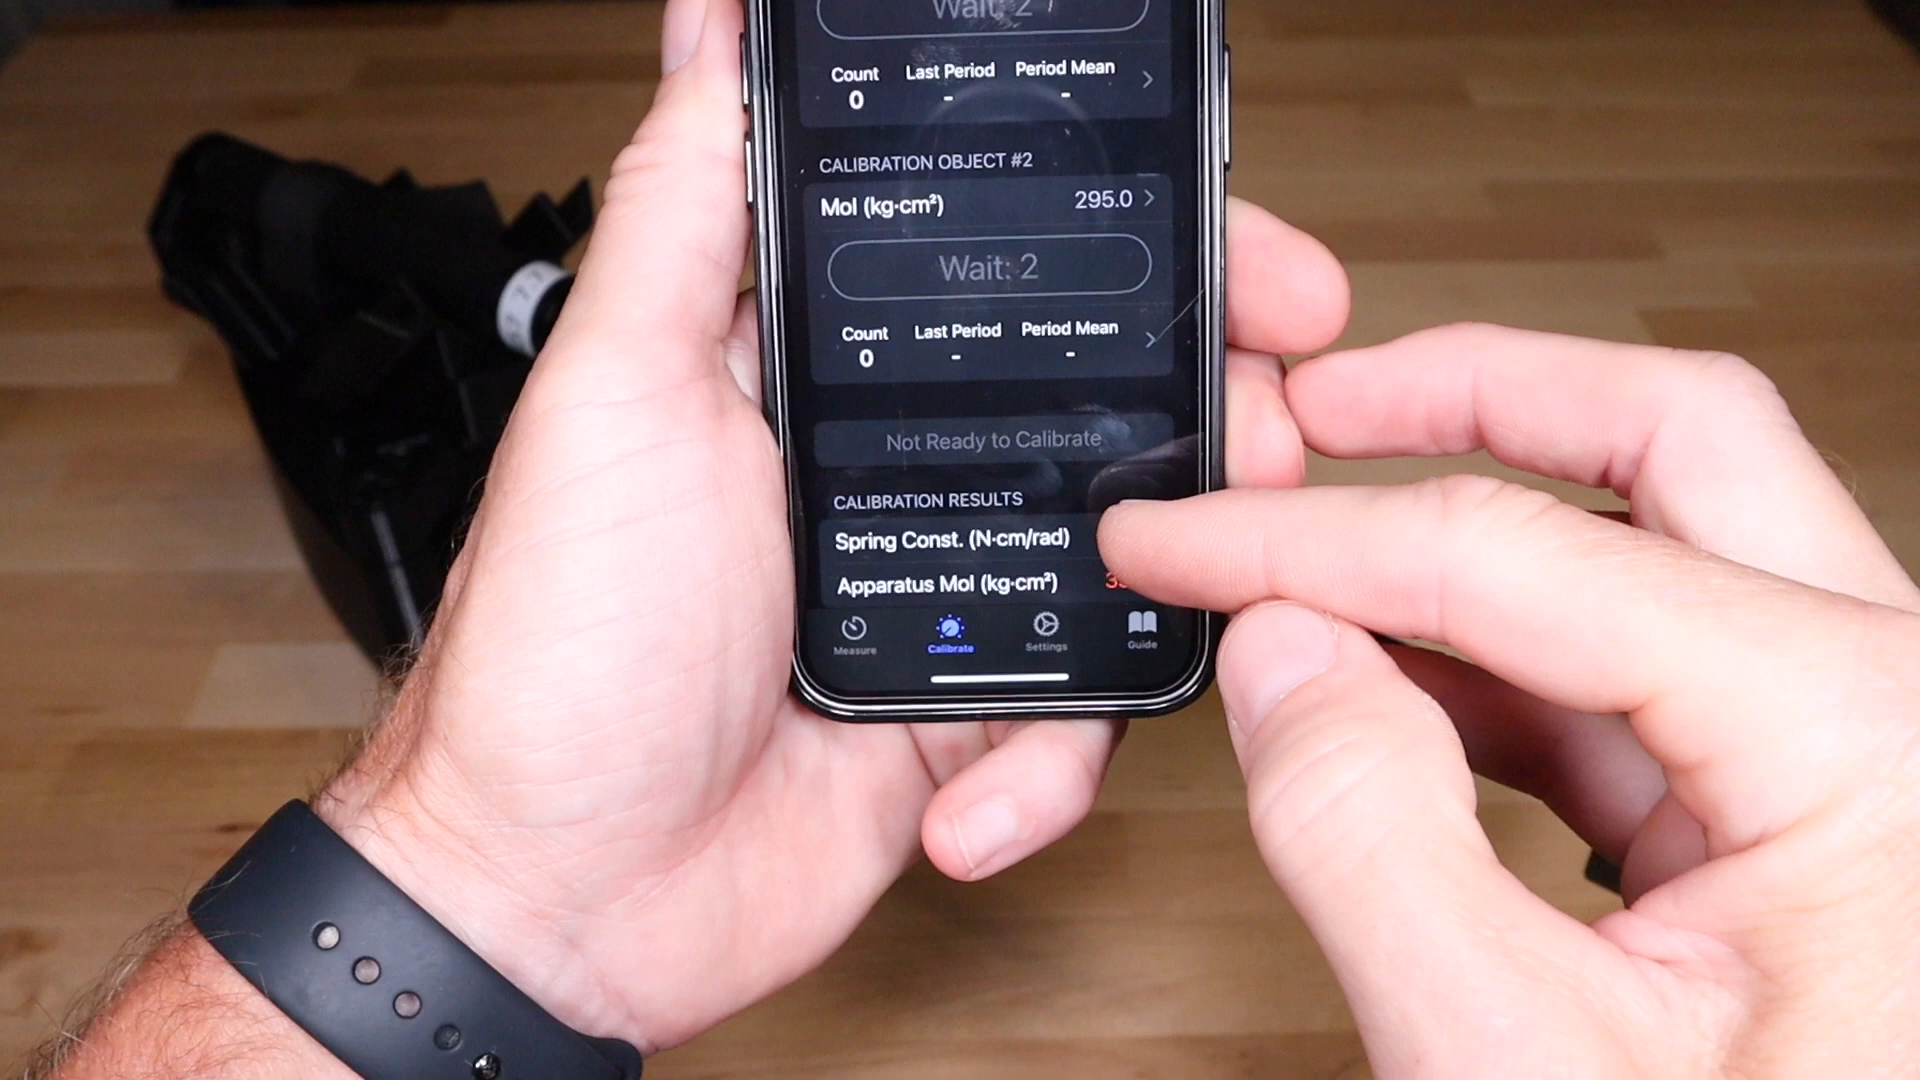 Wait: 2
Count Last Period Period Mean
0 - -
CALIBRATION OBJECT #2
MoI (kg·cm²) 295.0
Wait: 2
Count Last Period Period Mean
0 - -
Not Ready to Calibrate
CALIBRATION RESULTS
Spring Const. (N·cm/rad)
Apparatus MoI (kg·cm²)
Measure Calibrate Settings Guide